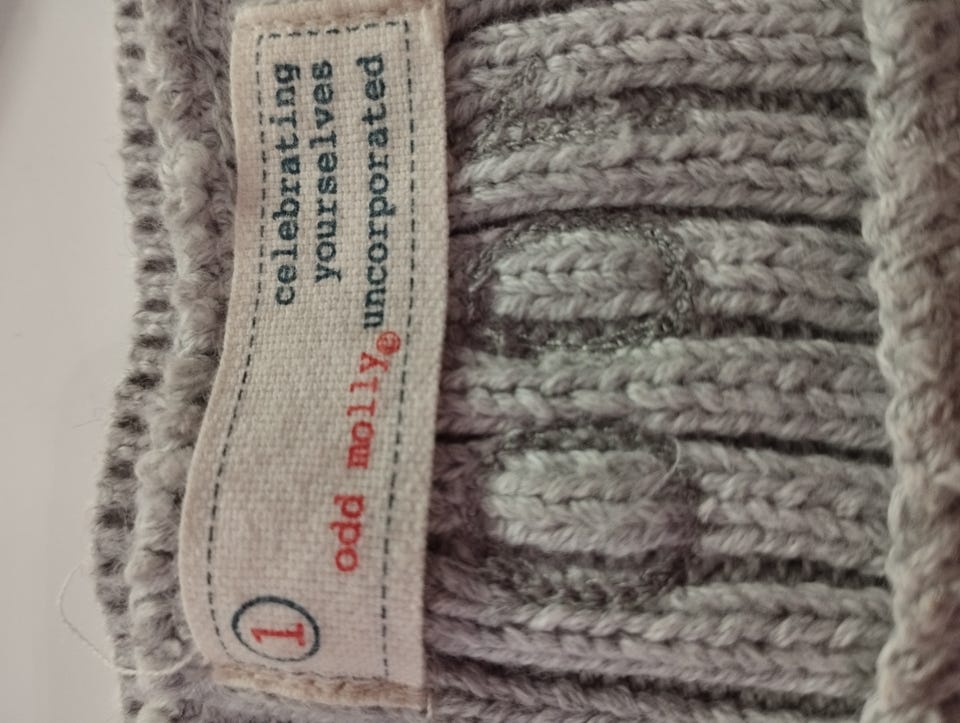 celebrating
yourselves
uncorporated
odd molly®
1